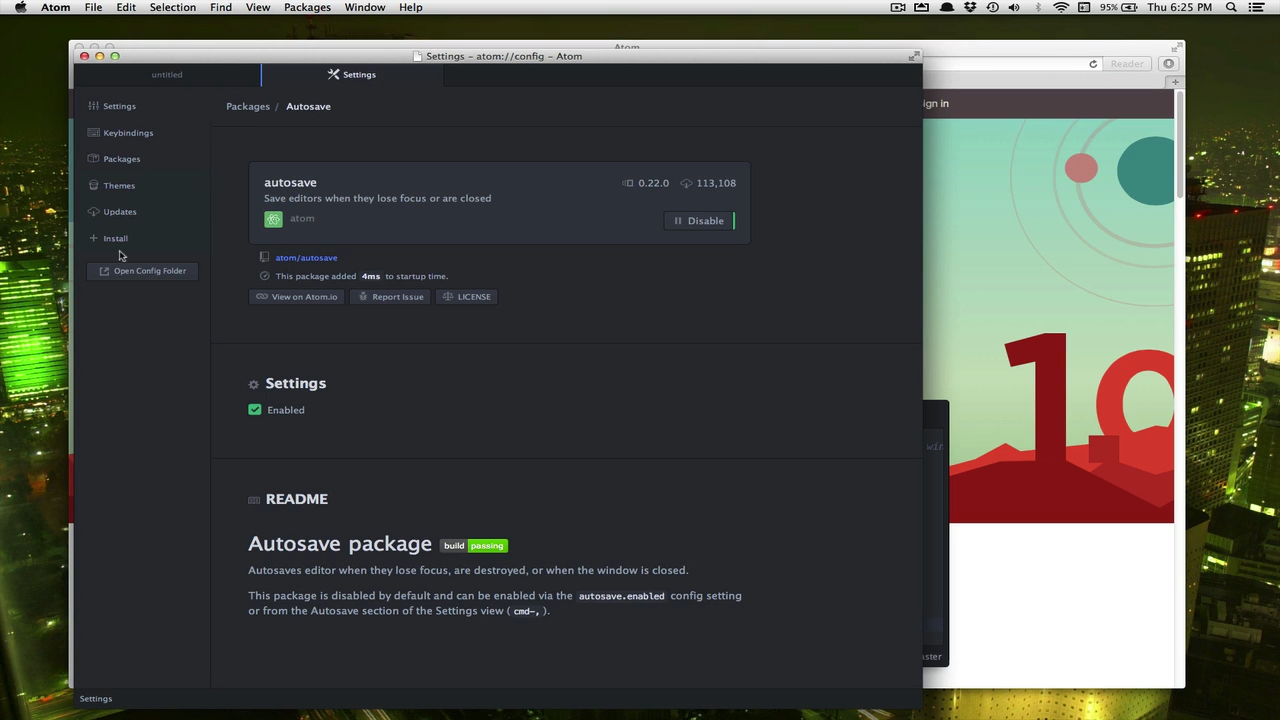 Atom File Edit Selection Find View Packages Window Help 95% Thu 6:25 PM
Atom
Settings - atom://config - Atom
Reader
untitled Settings
ign in
Settings
Packages / Autosave
Keybindings
Packages
Themes
Updates
Install
Open Config Folder
autosave 0.22.0 113,108
Save editors when they lose focus or are closed
atom Disable
atom/autosave
This package added 4ms to startup time.
View on Atom.io Report Issue LICENSE
10
Settings
Enabled
win
README
Autosave package build passing
Autosaves editor when they lose focus, are destroyed, or when the window is closed.
This package is disabled by default and can be enabled via the autosave.enabled config setting
or from the Autosave section of the Settings view ( cmd-, ).
ster
Settings